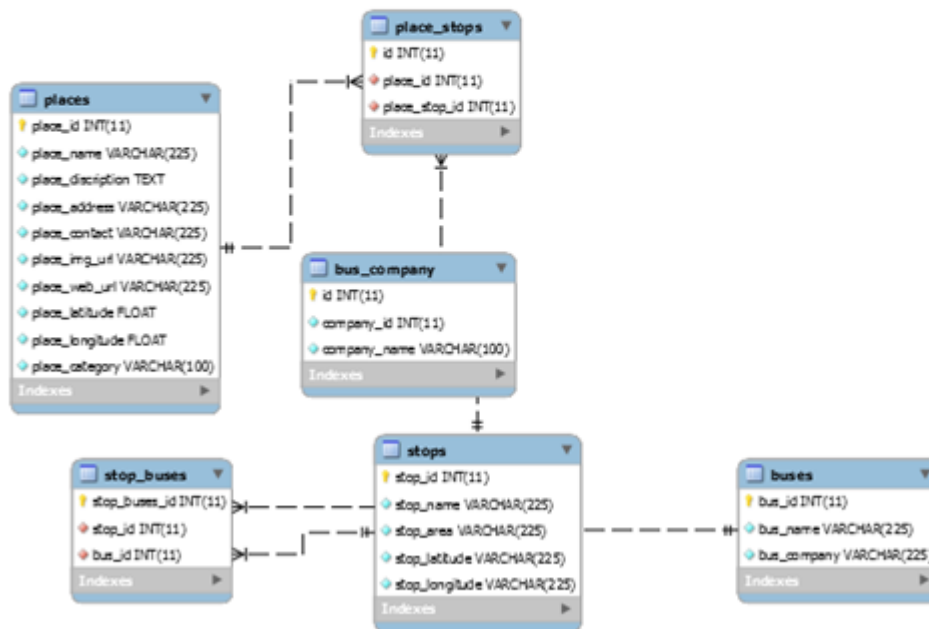 place_stops
id INT(11)
place_id INT(11)
place_stop_id INT(11)
Indexes
places
place_id INT(11)
place_name VARCHAR(225)
place_discription TEXT
place_address VARCHAR(225)
place_contact VARCHAR(225)
place_img_url VARCHAR(225)
place_web_url VARCHAR(225)
place_latitude FLOAT
place_longitude FLOAT
place_category VARCHAR(100)
Indexes
bus_company
id INT(11)
company_id INT(11)
company_name VARCHAR(100)
stops
stop_id INT(11)
stop_name VARCHAR(225)
stop_area VARCHAR(225)
stop_latitude VARCHAR(225)
stop_longitude VARCHAR(225)
Indexes
stop_buses
stop_buses_id INT(11)
stop_id INT(11)
bus_id INT(11)
Indexes
buses
bus_id INT(11)
bus_name VARCHAR(225)
bus_company VARCHAR(225)
Indexes